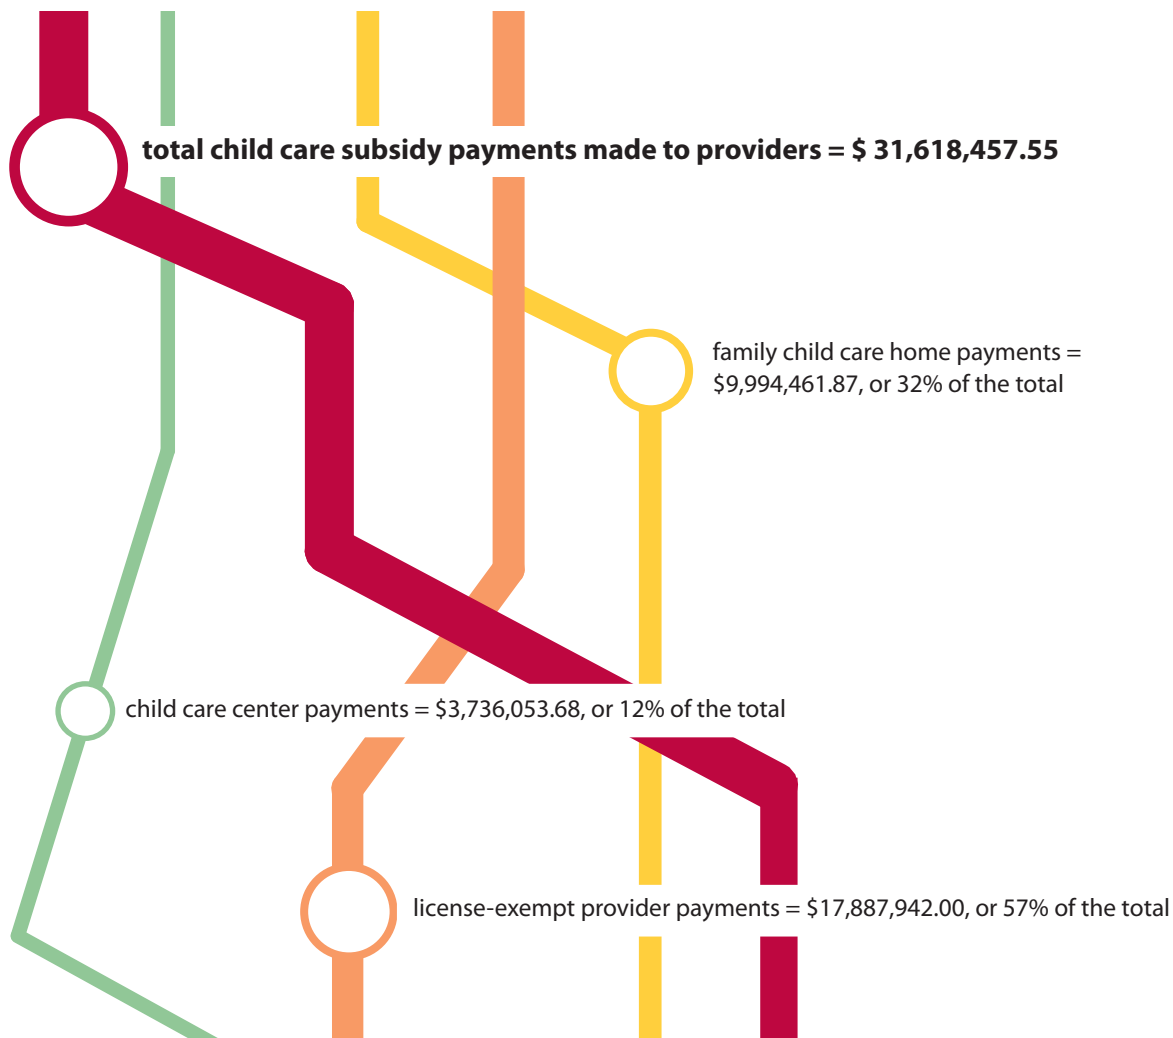 total child care subsidy payments made to providers = $ 31,618,457.55
family child care home payments =
$9,994,461.87, or 32% of the total
child care center payments = $3,736,053.68, or 12% of the total
license-exempt provider payments = $17,887,942.00, or 57% of the total